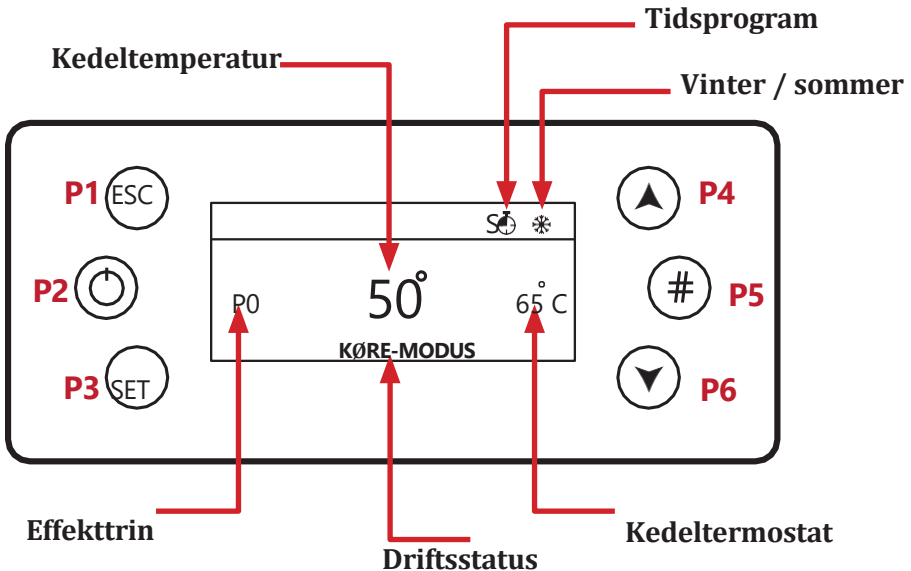 Tidsprogram
Kedeltemperatur
Vinter / sommer
P1 ESC
P4
S
P2
P0
50°
65° C
#
P5
KØRE-MODUS
P3 SET
P6
Effekttrin
Driftsstatus
Kedeltermostat